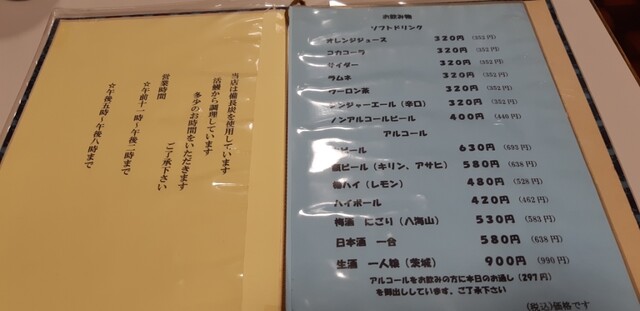 当店は備長炭を使用しています
活鰻から調理しています
多少のお時間をいただきます
ご了承下さい
営業時間
☆午前十一時～午後二時まで
☆午後五時～午後八時まで
お飲み物
ソフトドリンク
オレンジジュース 320円 (352円)
コカコーラ 320円 (352円)
サイダー 320円 (352円)
ラムネ 320円 (352円)
ウーロン茶 320円 (352円)
ジンジャーエール（辛口） 320円 (352円)
ノンアルコールビール 400円 (440円)
アルコール
ビール 630円 (693円)
ビール（キリン、アサヒ） 580円 (638円)
ハイ（レモン） 480円 (528円)
ハイボール 420円 (462円)
梅酒 にごり（八海山） 530円 (583円)
日本酒 一合 580円 (638円)
生酒 一人娘（茨城） 900円 (990円)
アルコールをお飲みの方に本日のお通し（297円）
を御出ししています。ご了承下さい
(税込)価格です